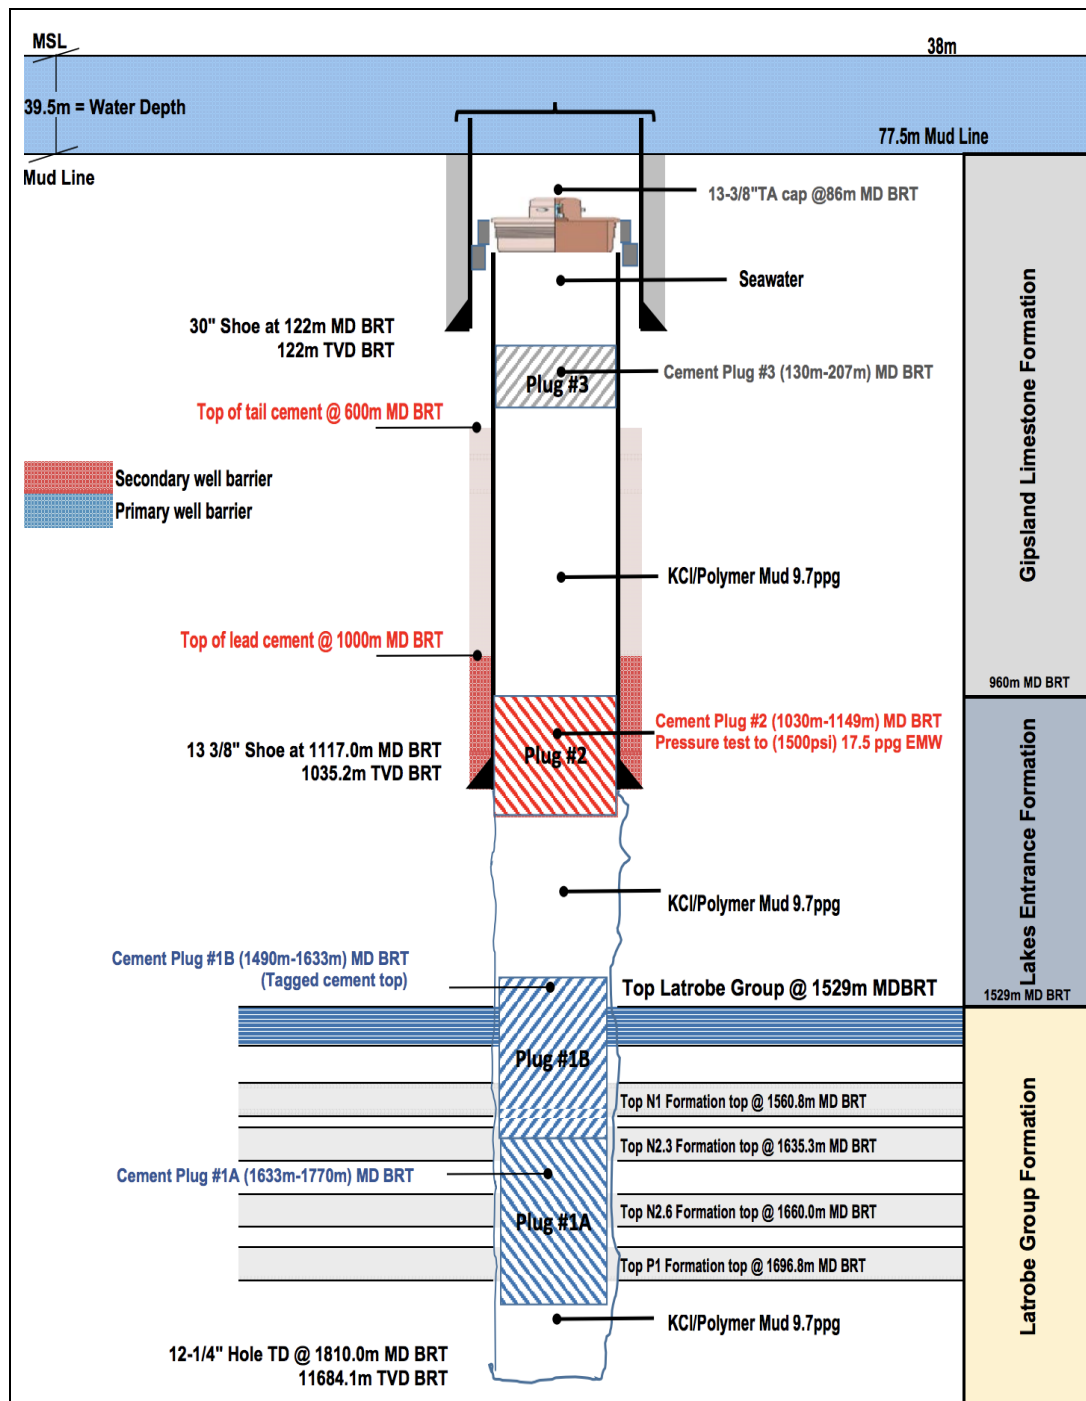 MSL
38m
39.5m = Water Depth
77.5m Mud Line
Mud Line
13-3/8"TA cap @86m MD BRT
Seawater
30" Shoe at 122m MD BRT
122m TVD BRT
Cement Plug #3 (130m-207m) MD BRT
Plug #3
Top of tail cement @ 600m MD BRT
Secondary well barrier
Primary well barrier
KCl/Polymer Mud 9.7ppg
Gipsland Limestone Formation
Top of lead cement @ 1000m MD BRT
960m MD BRT
Cement Plug #2 (1030m-1149m) MD BRT
Pressure test to (1500psi) 17.5 ppg EMW
Plug #2
13 3/8" Shoe at 1117.0m MD BRT
1035.2m TVD BRT
KCl/Polymer Mud 9.7ppg
Lakes Entrance Formation
Cement Plug #1B (1490m-1633m) MD BRT
(Tagged cement top)
Top Latrobe Group @ 1529m MDBRT
1529m MD BRT
Plug #1B
Top N1 Formation top @ 1560.8m MD BRT
Top N2.3 Formation top @ 1635.3m MD BRT
Cement Plug #1A (1633m-1770m) MD BRT
Plug #1A
Top N2.6 Formation top @ 1660.0m MD BRT
Top P1 Formation top @ 1696.8m MD BRT
Latrobe Group Formation
KCl/Polymer Mud 9.7ppg
12-1/4" Hole TD @ 1810.0m MD BRT
11684.1m TVD BRT